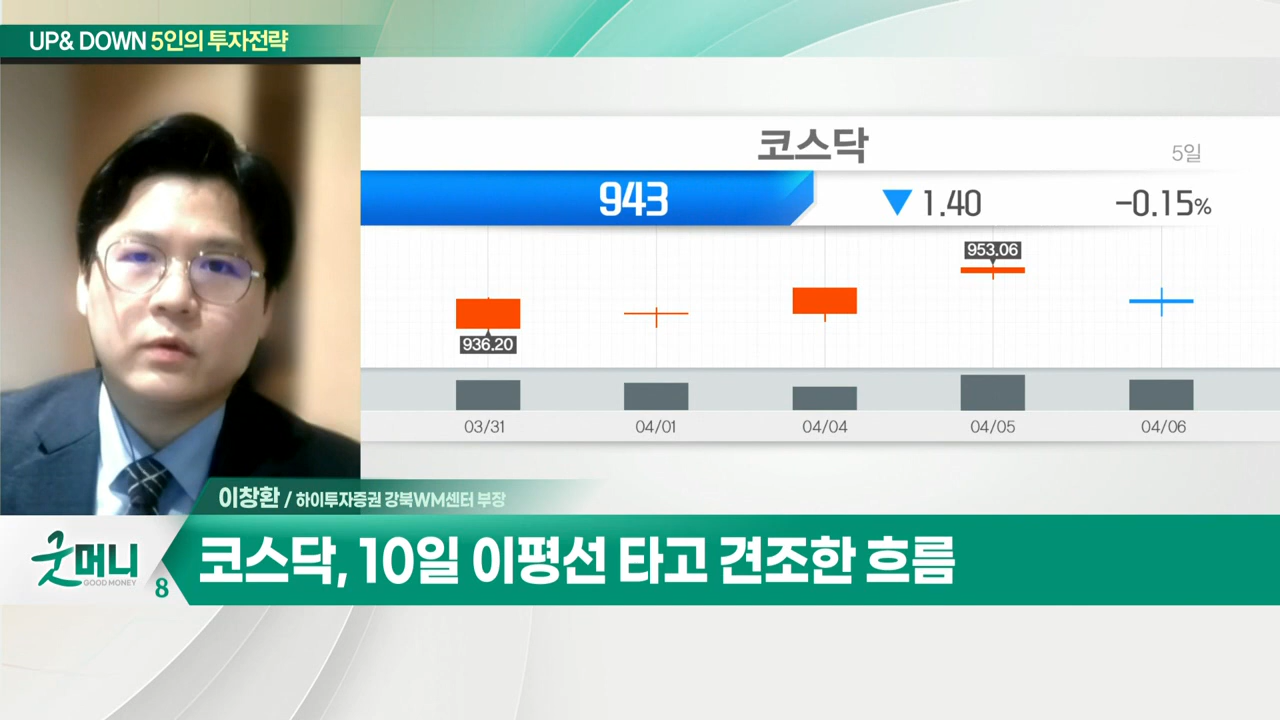 UP& DOWN 5인의 투자전략
코스닥
5일
943 ▼ 1.40 -0.15%
953.06
936.20
03/31 04/01 04/04 04/05 04/06
이창환 / 하이투자증권 강북WM센터 부장
굿머니
GOOD MONEY
8
코스닥, 10일 이평선 타고 견조한 흐름